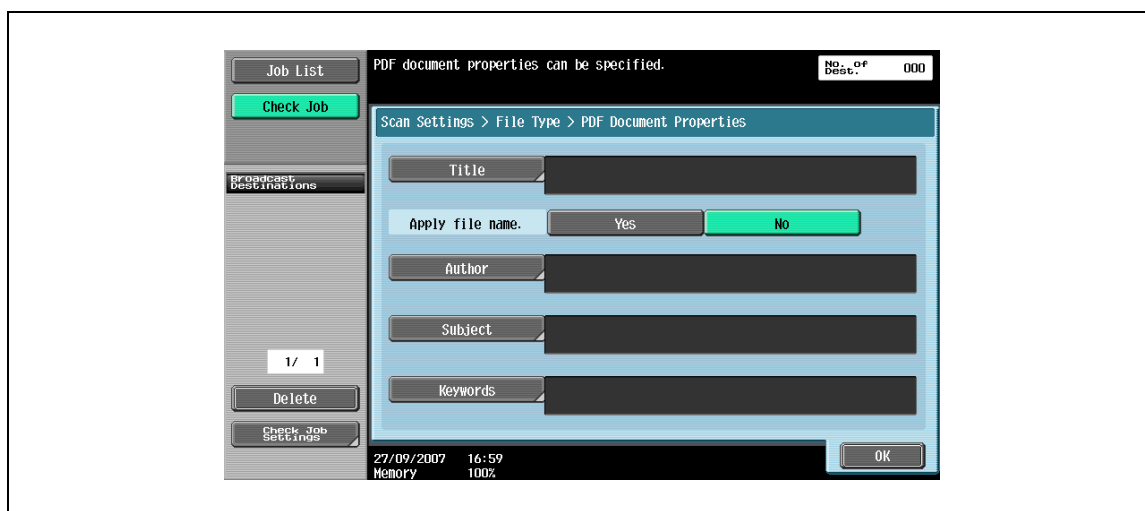 Job List
PDF document properties can be specified.
No. of
Dest.
000
Check Job
Scan Settings > File Type > PDF Document Properties
Title
Broadcast
Destinations
Apply file name.
Yes
No
Author
Subject
1/ 1
Keywords
Delete
Check Job
Settings
OK
27/09/2007 16:59
Memory 100%